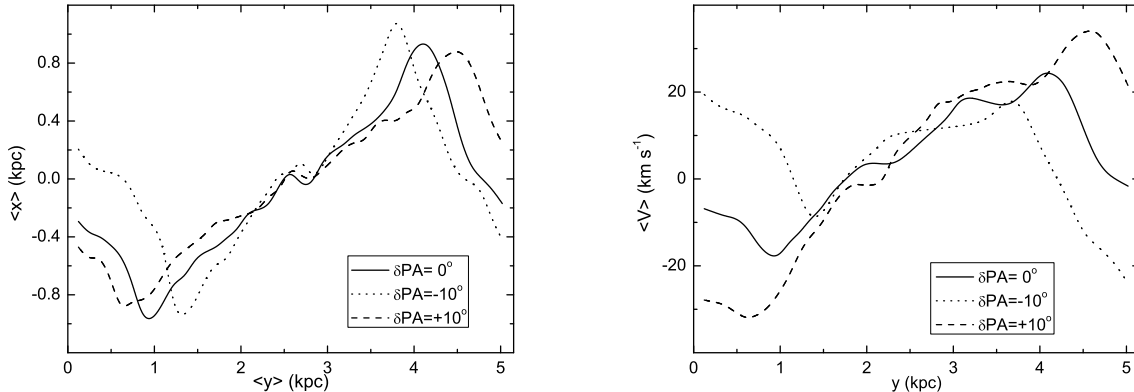 0.8
0.4
0.0
-0.4
-0.8
<x> (kpc)
δPA= 0°
δPA=-10°
δPA=+10°
0 1 2 3 4 5
<y> (kpc)
20
0
-20
<V> (km s⁻¹)
δPA= 0°
δPA=-10°
δPA=+10°
0 1 2 3 4 5
y (kpc)